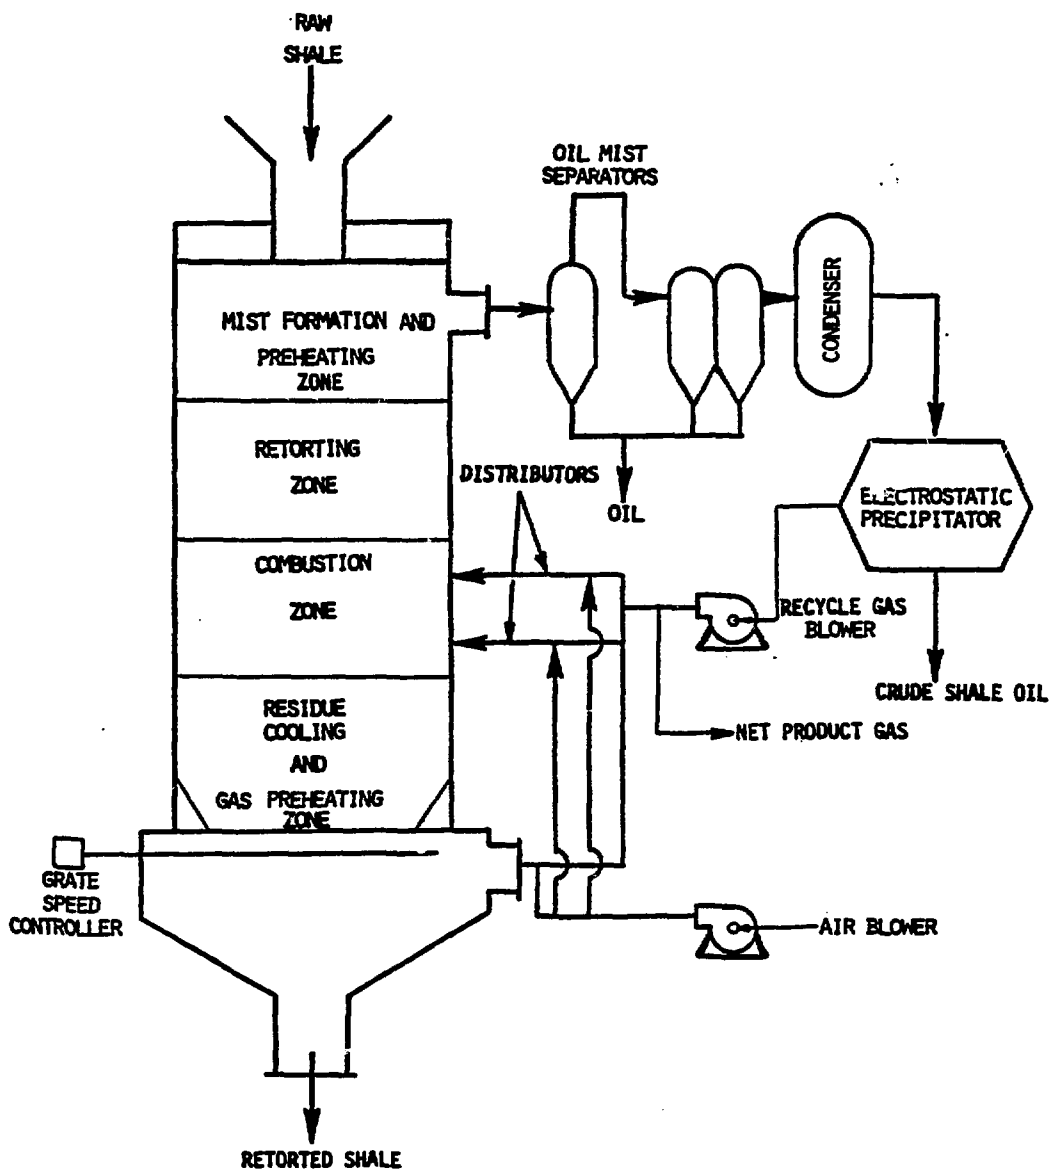 RAW
SHALE
OIL MIST
SEPARATORS
CONDENSER
MIST FORMATION AND
PREHEATING
ZONE
RETORTING
ZONE
DISTRIBUTORS
OIL
ELECTROSTATIC
PRECIPITATOR
COMBUSTION
ZONE
RECYCLE GAS
BLOWER
CRUDE SHALE OIL
NET PRODUCT GAS
RESIDUE
COOLING
AND
GAS PREHEATING
ZONE
GRATE
SPEED
CONTROLLER
AIR BLOWER
RETORTED SHALE